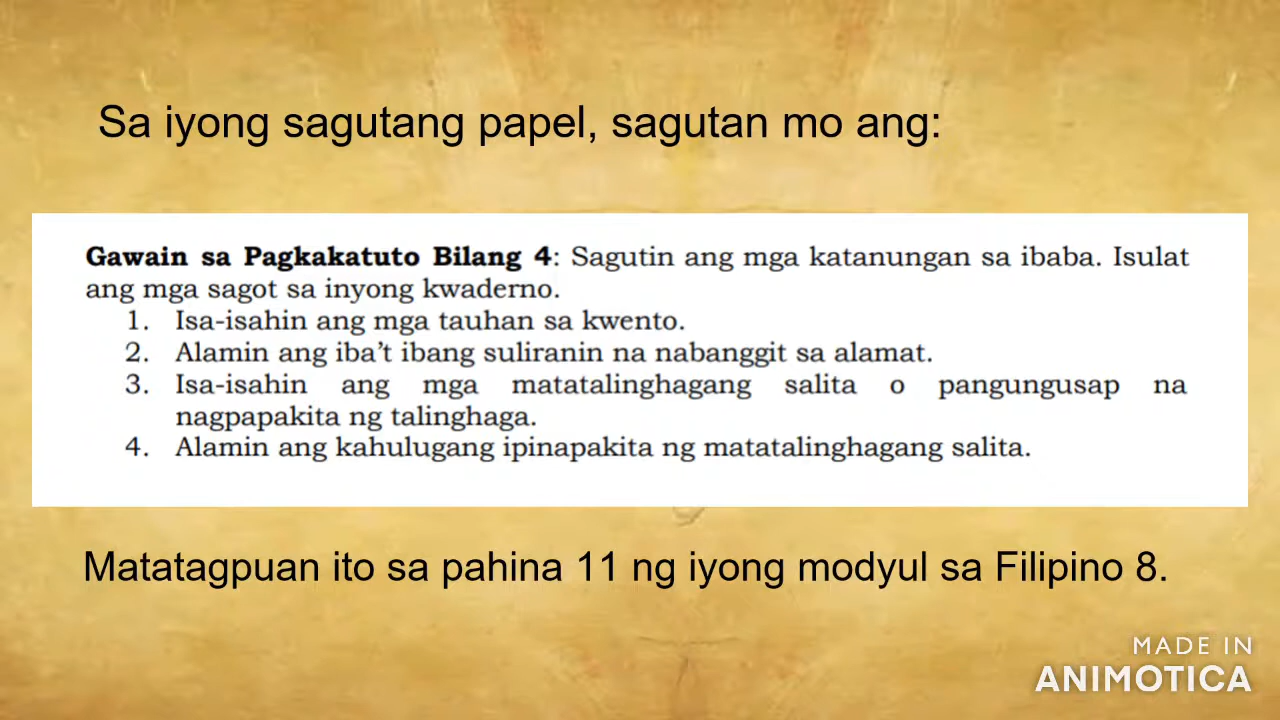 Sa iyong sagutang papel, sagutan mo ang:
Gawain sa Pagkakatuto Bilang 4: Sagutin ang mga katanungan sa ibaba. Isulat
ang mga sagot sa inyong kwaderno.
1. Isa-isahin ang mga tauhan sa kwento.
2. Alamin ang iba't ibang suliranin na nabanggit sa alamat.
3. Isa-isahin ang mga matatalinghagang salita o pangungusap na
nagpapakita ng talinghaga.
4. Alamin ang kahulugang ipinapakita ng matatalinghagang salita.
Matatagpuan ito sa pahina 11 ng iyong modyul sa Filipino 8.
MADE IN
ANIMOTICA